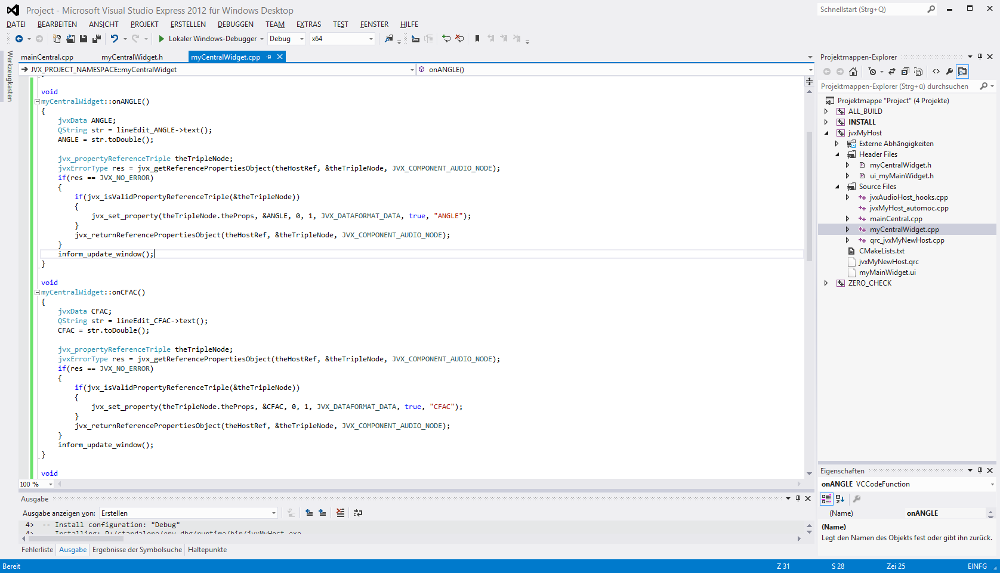 Project - Microsoft Visual Studio Express 2012 für Windows Desktop
Schnellstart (Strg+Q)
DATEI BEARBEITEN ANSICHT PROJEKT ERSTELLEN DEBUGGEN TEAM EXTRAS TEST FENSTER HILFE
Lokaler Windows-Debugger Debug x64
Werkzeugkasten
mainCentral.cpp myCentralWidget.h myCentralWidget.cpp
JVX_PROJECT_NAMESPACE::myCentralWidget onANGLE()
void
myCentralWidget::onANGLE()
{
jvxData ANGLE;
QString str = lineEdit_ANGLE->text();
ANGLE = str.toDouble();
jvx_propertyReferenceTriple theTripleNode;
jvxErrorType res = jvx_getReferencePropertiesObject(theHostRef, &theTripleNode, JVX_COMPONENT_AUDIO_NODE);
if(res == JVX_NO_ERROR)
{
if(jvx_isValidPropertyReferenceTriple(&theTripleNode))
{
jvx_set_property(theTripleNode.theProps, &ANGLE, 0, 1, JVX_DATAFORMAT_DATA, true, "ANGLE");
}
jvx_returnReferencePropertiesObject(theHostRef, &theTripleNode, JVX_COMPONENT_AUDIO_NODE);
}
inform_update_window();
}
void
myCentralWidget::onCFAC()
{
jvxData CFAC;
QString str = lineEdit_CFAC->text();
CFAC = str.toDouble();
jvx_propertyReferenceTriple theTripleNode;
jvxErrorType res = jvx_getReferencePropertiesObject(theHostRef, &theTripleNode, JVX_COMPONENT_AUDIO_NODE);
if(res == JVX_NO_ERROR)
{
if(jvx_isValidPropertyReferenceTriple(&theTripleNode))
{
jvx_set_property(theTripleNode.theProps, &CFAC, 0, 1, JVX_DATAFORMAT_DATA, true, "CFAC");
}
jvx_returnReferencePropertiesObject(theHostRef, &theTripleNode, JVX_COMPONENT_AUDIO_NODE);
}
inform_update_window();
}
void
100 %
Ausgabe
Ausgabe anzeigen von: Erstellen
4> -- Install configuration: "Debug"
Fehlerliste Ausgabe Ergebnisse der Symbolsuche Haltepunkte
Projektmappen-Explorer
Projektmappen-Explorer (Strg+ü) durchsuchen
Projektmappe "Project" (4 Projekte)
ALL_BUILD
INSTALL
jvxMyHost
Externe Abhängigkeiten
Header Files
myCentralWidget.h
ui_myMainWidget.h
Source Files
jvxAudioHost_hooks.cpp
jvxMyHost_automoc.cpp
mainCentral.cpp
myCentralWidget.cpp
qrc_jvxMyNewHost.cpp
CMakeLists.txt
jvxMyNewHost.qrc
myMainWidget.ui
ZERO_CHECK
Eigenschaften
onANGLE VCCodeFunction
(Name) onANGLE
(Name)
Legt den Namen des Objekts fest oder gibt ihn zurück.
Bereit Z 31 S 28 Zei 25 EINFG